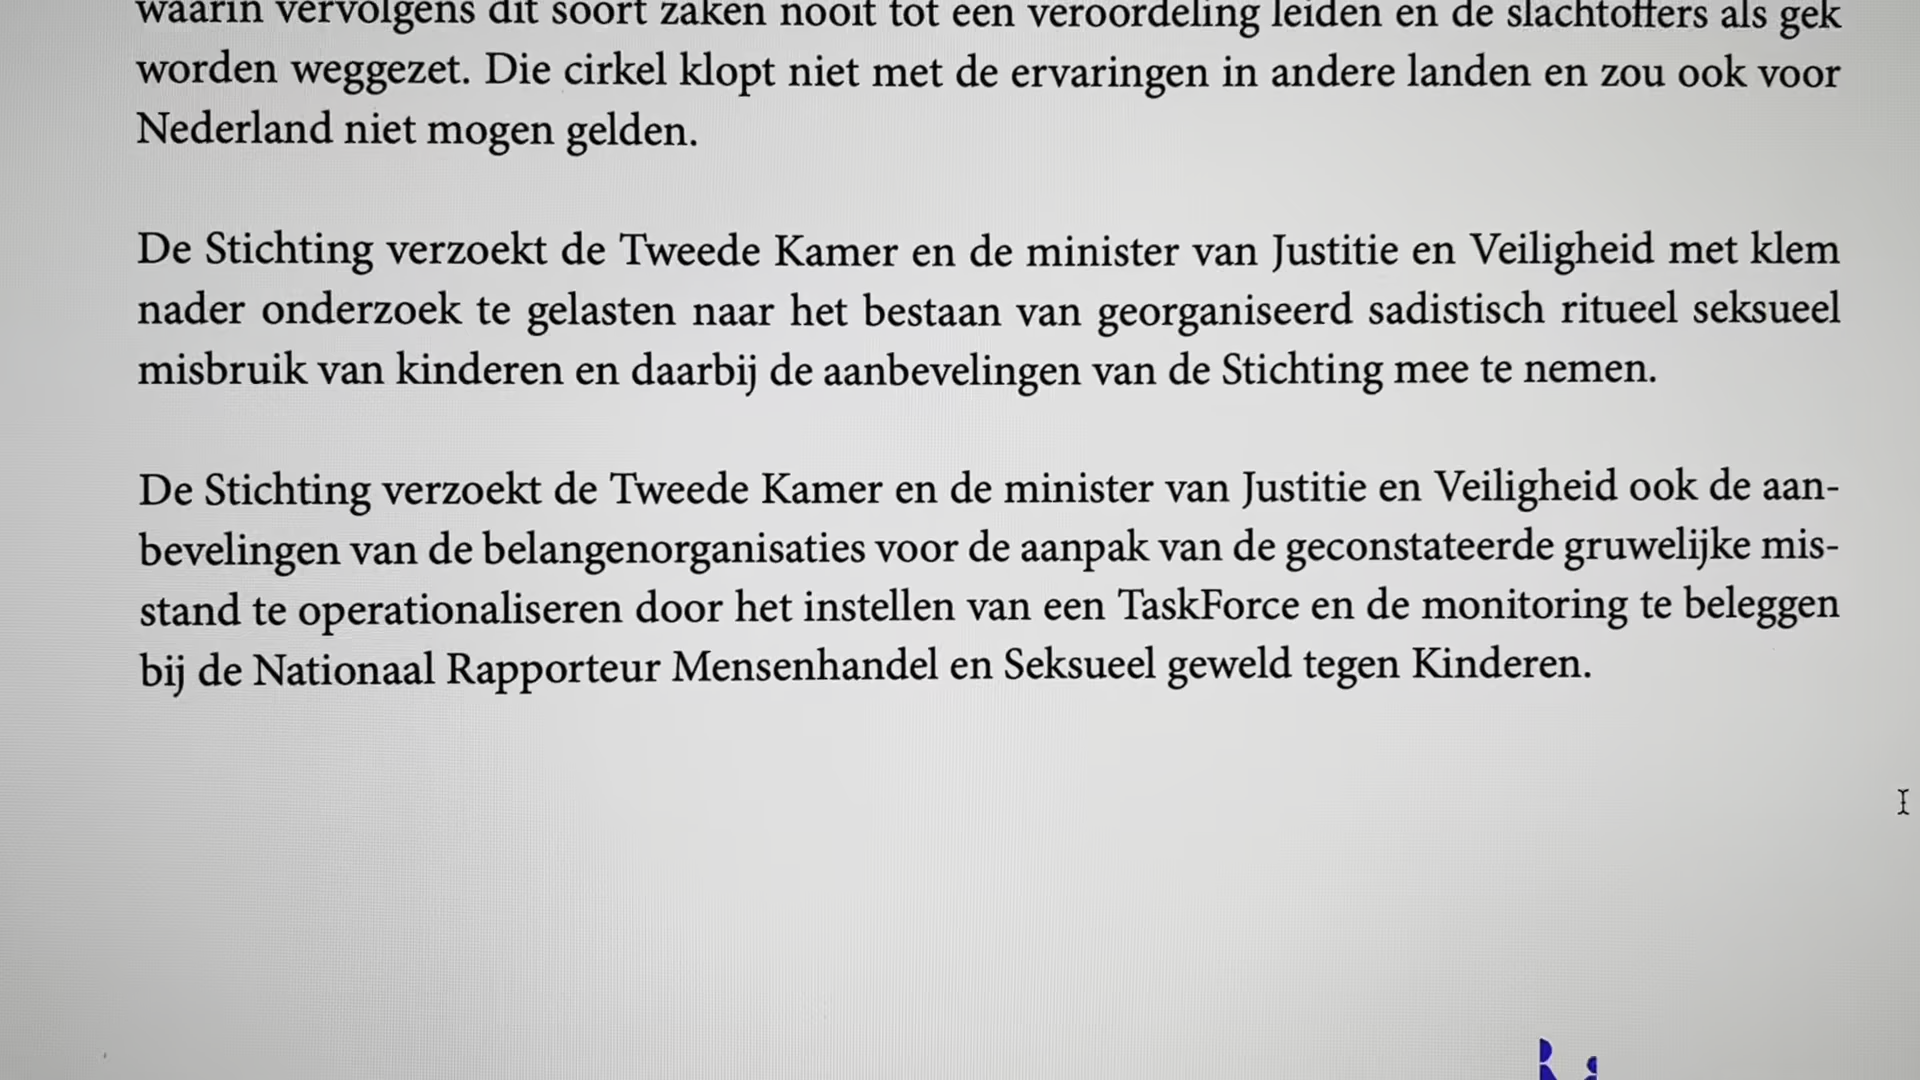 waarin vervolgens dit soort zaken nooit tot een veroordeling leiden en de slachtoffers als gek
worden weggezet. Die cirkel klopt niet met de ervaringen in andere landen en zou ook voor
Nederland niet mogen gelden.
De Stichting verzoekt de Tweede Kamer en de minister van Justitie en Veiligheid met klem
nader onderzoek te gelasten naar het bestaan van georganiseerd sadistisch ritueel seksueel
misbruik van kinderen en daarbij de aanbevelingen van de Stichting mee te nemen.
De Stichting verzoekt de Tweede Kamer en de minister van Justitie en Veiligheid ook de aan-
bevelingen van de belangenorganisaties voor de aanpak van de geconstateerde gruwelijke mis-
stand te operationaliseren door het instellen van een TaskForce en de monitoring te beleggen
bij de Nationaal Rapporteur Mensenhandel en Seksueel geweld tegen Kinderen.